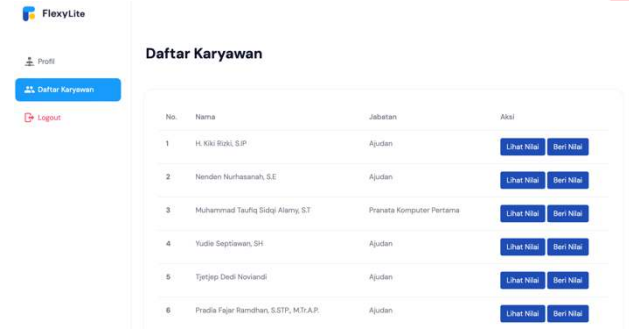 FlexyLite
Profil
Daftar Karyawan
Logout
Daftar Karyawan
No. Nama Jabatan Aksi
1 H. Kiki Rizki, S.IP Ajudan Lihat Nilai Beri Nilai
2 Nenden Nurhasanah, S.E Ajudan Lihat Nilai Beri Nilai
3 Muhammad Taufiq Sidqi Alamy, S.T Pranata Komputer Pertama Lihat Nilai Beri Nilai
4 Yudie Septiawan, SH Ajudan Lihat Nilai Beri Nilai
5 Tjetjep Dedi Noviandi Ajudan Lihat Nilai Beri Nilai
6 Pradia Fajar Ramdhan, S.STP., M.Tr.A.P. Ajudan Lihat Nilai Beri Nilai